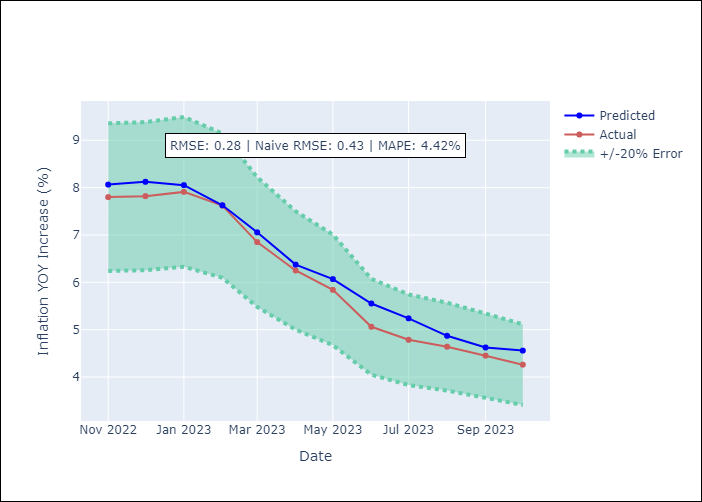 Predicted
Actual
+/-20% Error
RMSE: 0.28 | Naive RMSE: 0.43 | MAPE: 4.42%
Inflation YOY Increase (%)
9
8
7
6
5
4
Nov 2022 Jan 2023 Mar 2023 May 2023 Jul 2023 Sep 2023
Date